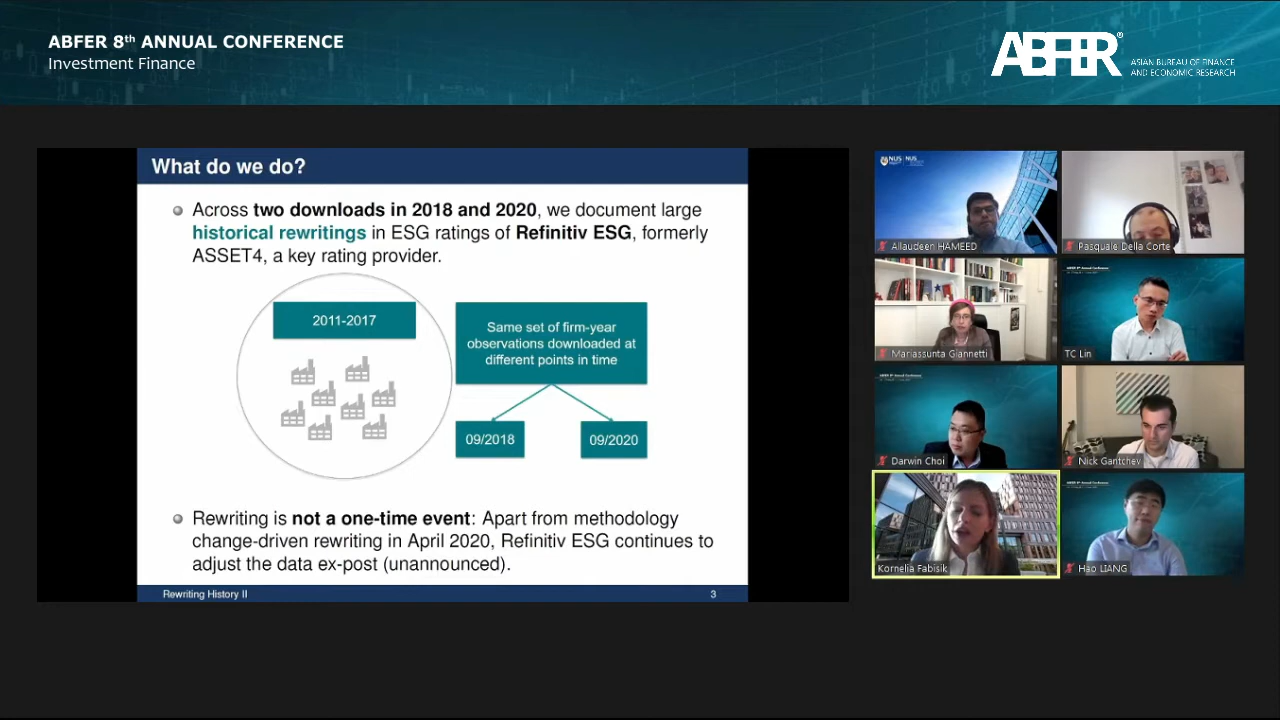 ABFER 8th ANNUAL CONFERENCE
Investment Finance
ABFER®
ASIAN BUREAU OF FINANCE
AND ECONOMIC RESEARCH
What do we do?
Across two downloads in 2018 and 2020, we document large
historical rewritings in ESG ratings of Refinitiv ESG, formerly
ASSET4, a key rating provider.
2011-2017
Same set of firm-year
observations downloaded at
different points in time
09/2018
09/2020
Rewriting is not a one-time event: Apart from methodology
change-driven rewriting in April 2020, Refinitiv ESG continues to
adjust the data ex-post (unannounced).
Rewriting History II
3
NUS
NUS
Allaudeen HAMEED
Pasquale Della Corte
Mariassunta Giannetti
TC Lin
Darwin Choi
Nick Gantchev
Kornelia Fabisik
Hao LIANG